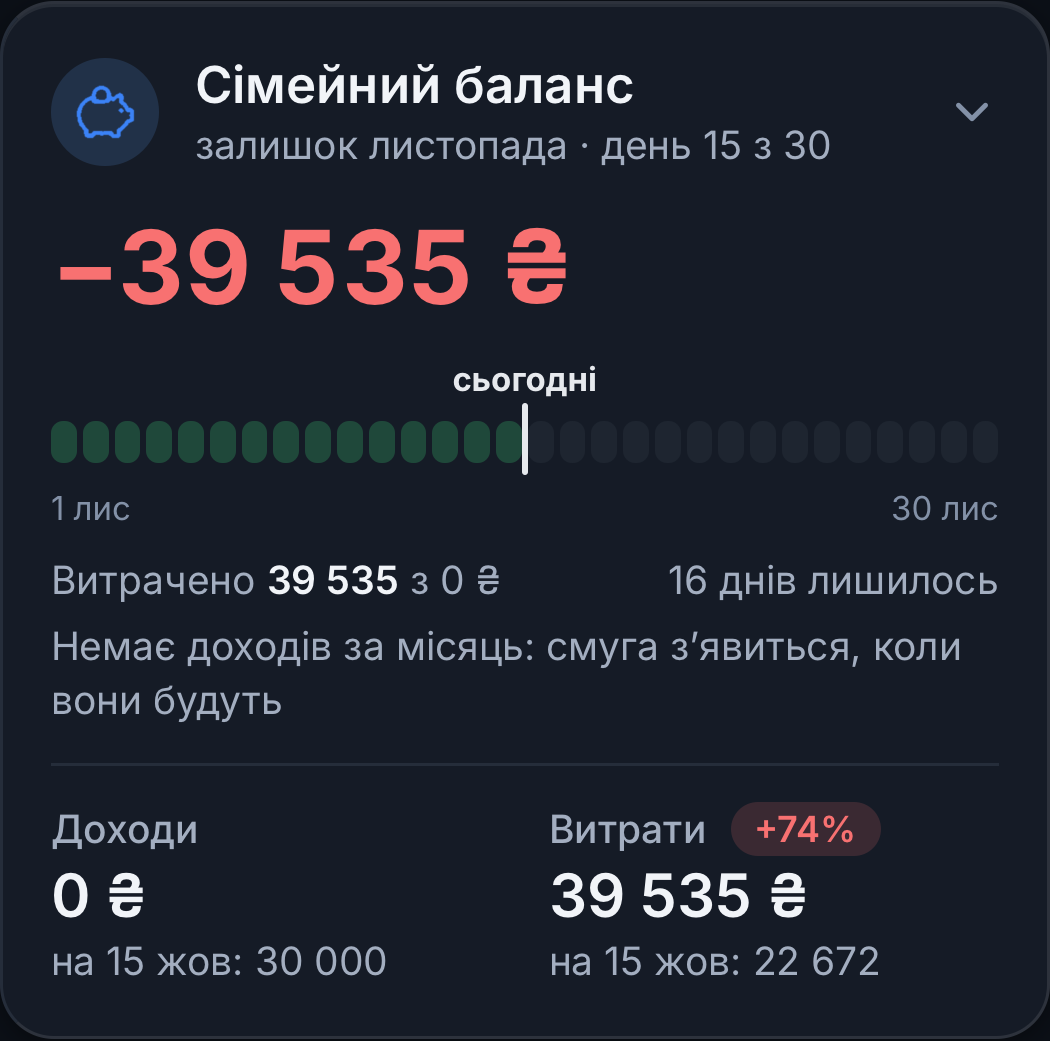 Сімейний баланс
залишок листопада · день 15 з 30
−39 535 ₴
сьогодні
1 лис 30 лис
Витрачено 39 535 з 0 ₴ 16 днів лишилось
Немає доходів за місяць: смуга з’явиться, коли
вони будуть
Доходи Витрати +74%
0 ₴ 39 535 ₴
на 15 жов: 30 000 на 15 жов: 22 672